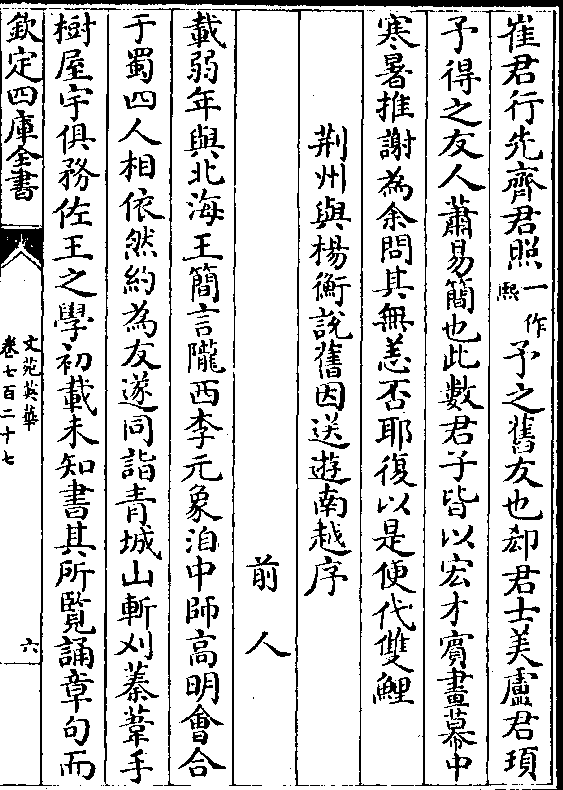 崔君行先齊君照一作熙予之舊友也郄君士美盧君頊
予得之友人蕭易簡也此數君子皆以宏才賓畫幕中
寒暑推謝為余問其無恙否耶復以是使代雙鯉
荆州與楊衡說舊因送遊南越序
前人
載弱年與北海王簡言隴西李元象洎中師高明會合
于蜀四人相依然約為友遂同詣青城山斬刈蓁葦手
樹屋宇俱務佐王之學初載未知書其所覽誦章句而
欽定四庫全書
文苑英華
卷七百二十七
六